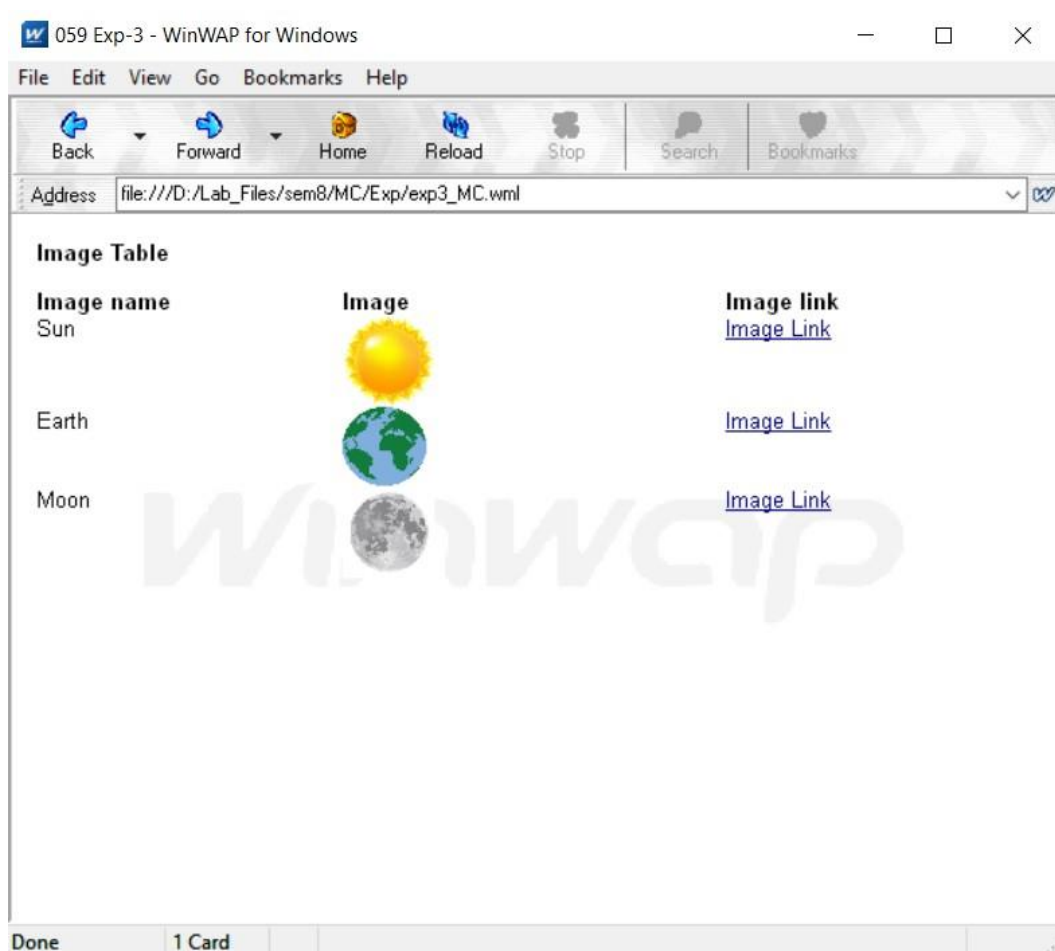 059 Exp-3 - WinWAP for Windows
File Edit View Go Bookmarks Help
Back Forward Home Reload Stop Search Bookmarks
Address file:///D:/Lab_Files/sem8/MC/Exp/exp3_MC.wml
Image Table
Image name Image Image link
Sun Image Link
Earth Image Link
Moon Image Link
winwap
Done 1 Card